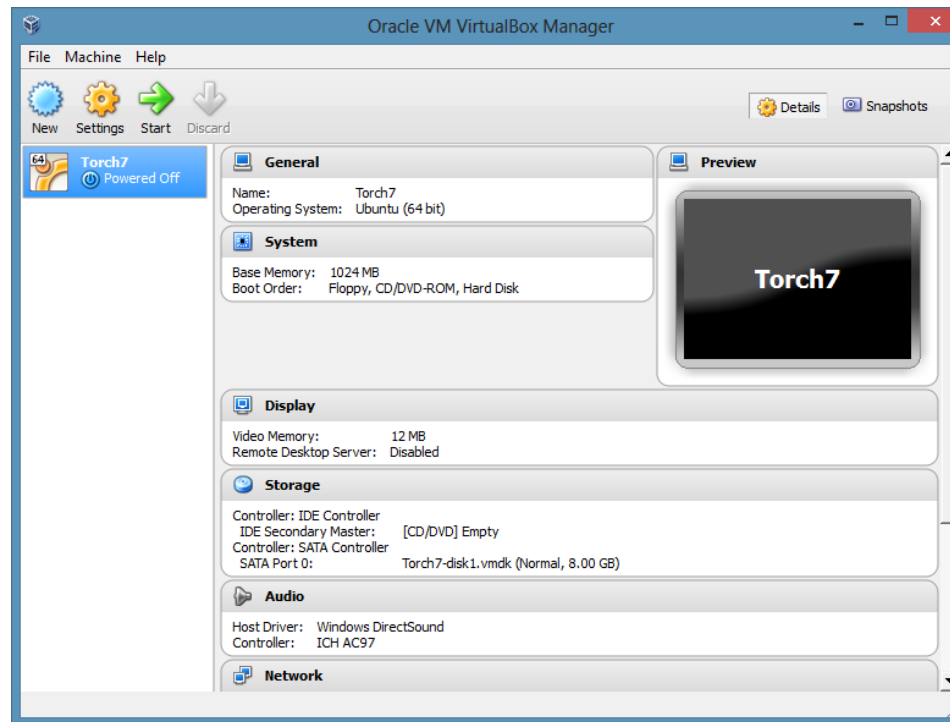 Oracle VM VirtualBox Manager
File Machine Help
New Settings Start Discard
Details Snapshots
64 Torch7
Powered Off
General
Name: Torch7
Operating System: Ubuntu (64 bit)
System
Base Memory: 1024 MB
Boot Order: Floppy, CD/DVD-ROM, Hard Disk
Preview
Torch7
Display
Video Memory: 12 MB
Remote Desktop Server: Disabled
Storage
Controller: IDE Controller
IDE Secondary Master: [CD/DVD] Empty
Controller: SATA Controller
SATA Port 0: Torch7-disk1.vmdk (Normal, 8.00 GB)
Audio
Host Driver: Windows DirectSound
Controller: ICH AC97
Network